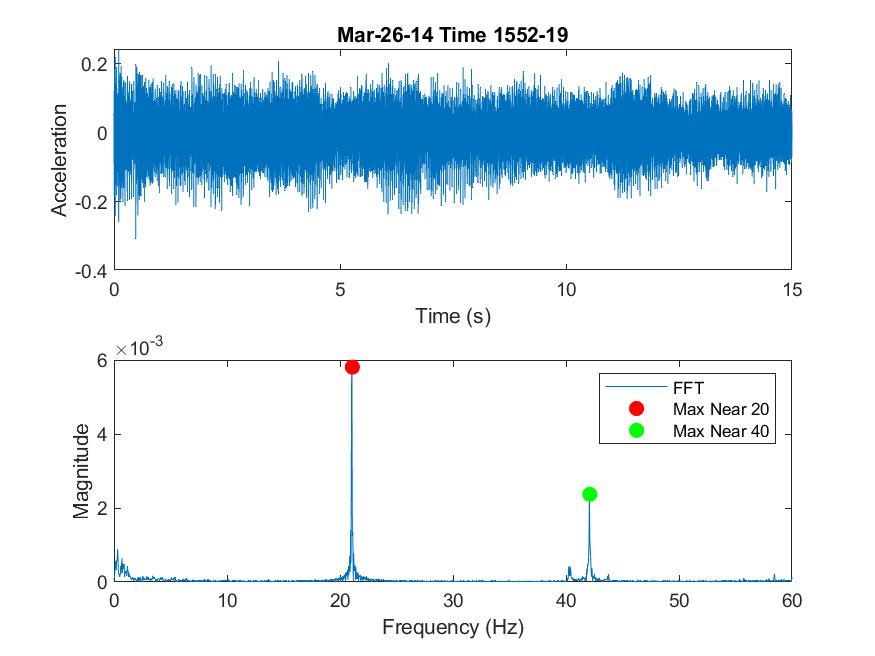 Mar-26-14 Time 1552-19
0.2
0
-0.2
-0.4
Acceleration
0 5 10 15
Time (s)
×10-3
6
4
2
0
Magnitude
FFT
Max Near 20
Max Near 40
0 10 20 30 40 50 60
Frequency (Hz)